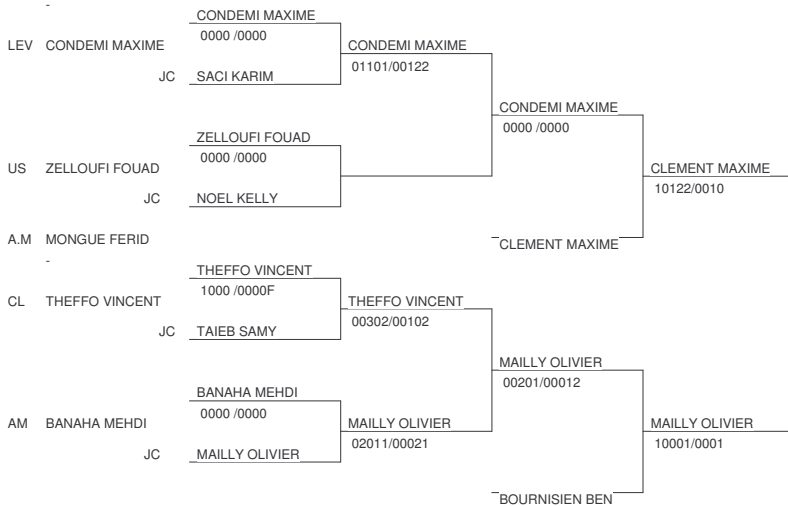 -
CONDEMI MAXIME
0000 /0000
LEV CONDEMI MAXIME
CONDEMI MAXIME
01101/00122
JC SACI KARIM
CONDEMI MAXIME
0000 /0000
ZELLOUFI FOUAD
0000 /0000
US ZELLOUFI FOUAD
CLEMENT MAXIME
10122/0010
JC NOEL KELLY
A.M MONGUE FERID
CLEMENT MAXIME
-
THEFFO VINCENT
1000 /0000F
CL THEFFO VINCENT
THEFFO VINCENT
00302/00102
JC TAIEB SAMY
MAILLY OLIVIER
00201/00012
BANAHA MEHDI
0000 /0000
AM BANAHA MEHDI
MAILLY OLIVIER
02011/00021
MAILLY OLIVIER
10001/0001
JC MAILLY OLIVIER
BOURNISIEN BEN